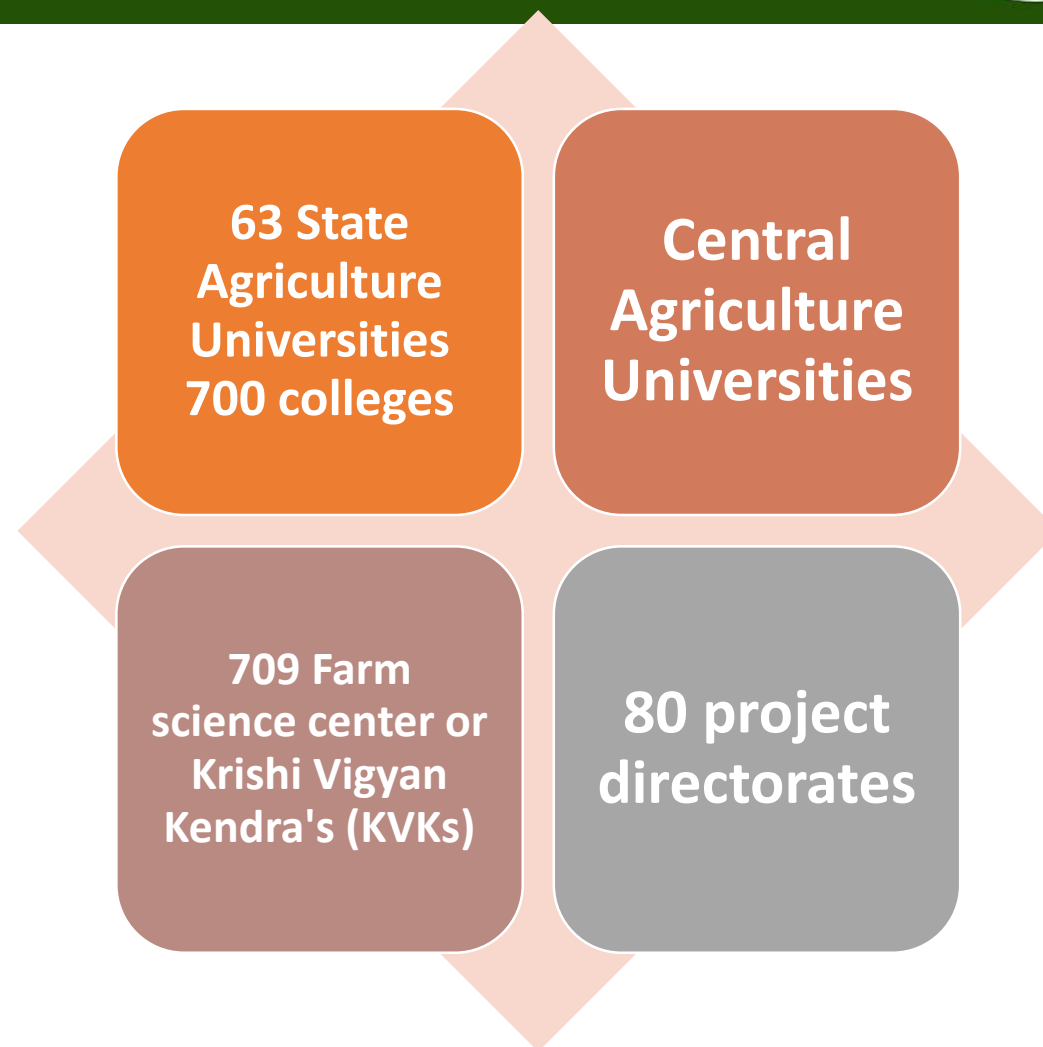 63 State
Agriculture
Universities
700 colleges
Central
Agriculture
Universities
709 Farm
science center or
Krishi Vigyan
Kendra's (KVKs)
80 project
directorates